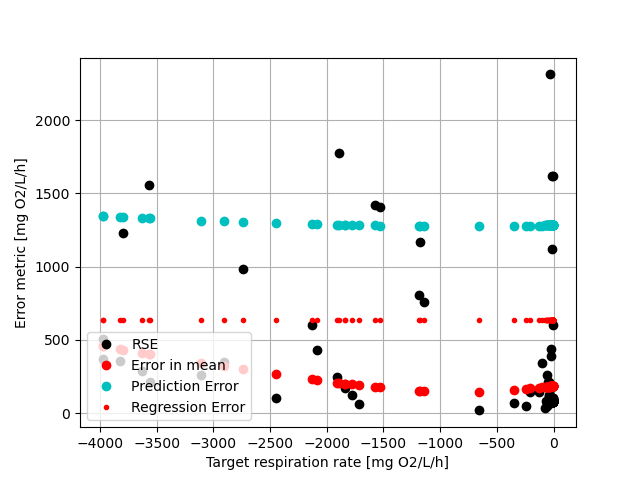 2000
1500
1000
500
0
Error metric [mg O2/L/h]
RSE
Error in mean
Prediction Error
Regression Error
−4000 −3500 −3000 −2500 −2000 −1500 −1000 −500 0
Target respiration rate [mg O2/L/h]